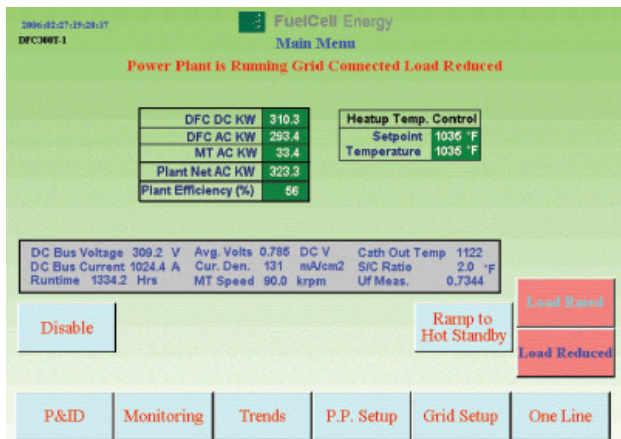 2006:02:27:19:20:37
FuelCell Energy
DFC300T-1
Main Menu
Power Plant is Running Grid Connected Load Reduced
DFC DC KW 310.3
DFC AC KW 293.4
MT AC KW 33.4
Plant Net AC KW 323.3
Plant Efficiency (%) 56
Heatup Temp. Control
Setpoint 1035 °F
Temperature 1035 °F
DC Bus Voltage 309.2 V Avg. Volts 0.785 DC V Cath Out Temp 1122
DC Bus Current 1024.4 A Cur. Den. 131 mA/cm2 S/C Ratio 2.0 °F
Runtime 1334.2 Hrs MT Speed 90.0 krpm Uf Meas. 0.7344
Disable
Ramp to
Hot Standby
Load Rated
Load Reduced
P&ID Monitoring Trends P.P. Setup Grid Setup One Line